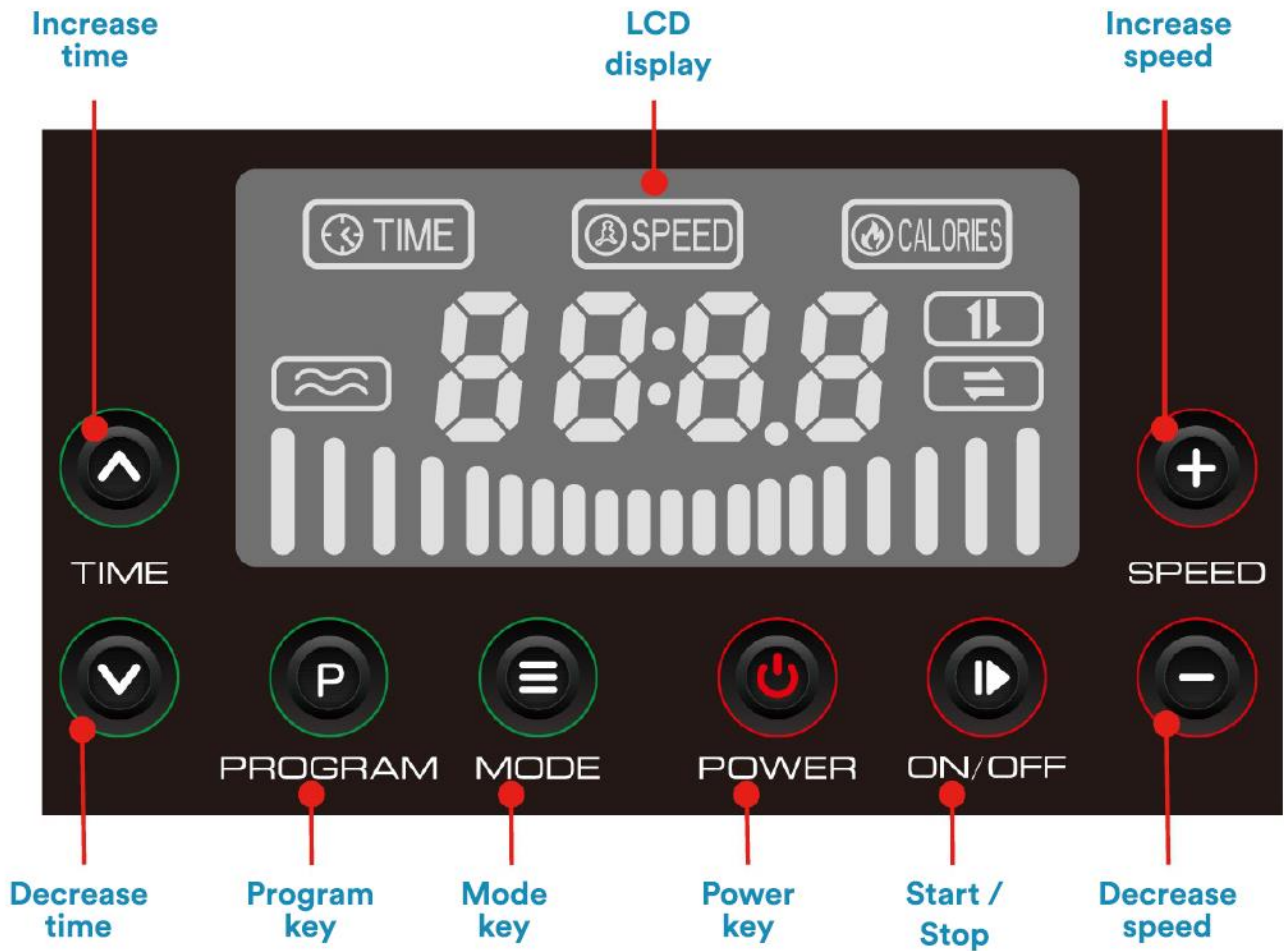 Increase
time
LCD
display
Increase
speed
TIME
SPEED
CALORIES
88:8.8
TIME
SPEED
P
PROGRAM
MODE
POWER
ON/OFF
Decrease
time
Program
key
Mode
key
Power
key
Start /
Stop
Decrease
speed